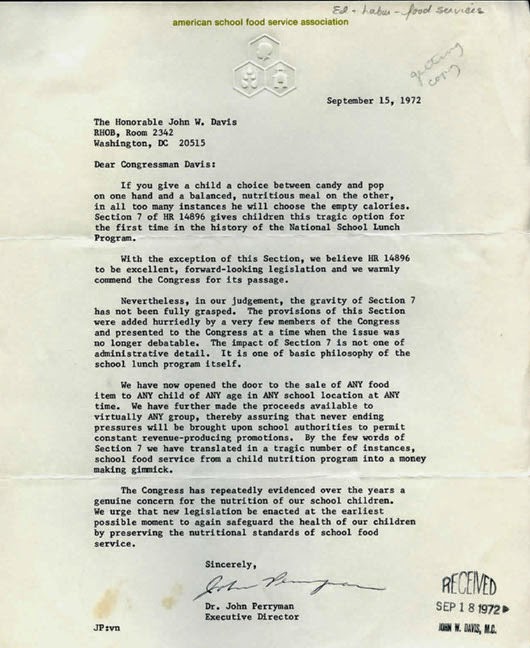 Ed - Labor - food services
american school food service association
getting
copy
September 15, 1972
The Honorable John W. Davis
RHOB, Room 2342
Washington, DC 20515
Dear Congressman Davis:
If you give a child a choice between candy and pop
on one hand and a balanced, nutritious meal on the other,
in all too many instances he will choose the empty calories.
Section 7 of HR 14896 gives children this tragic option for
the first time in the history of the National School Lunch
Program.
With the exception of this Section, we believe HR 14896
to be excellent, forward-looking legislation and we warmly
commend the Congress for its passage.
Nevertheless, in our judgement, the gravity of Section 7
has not been fully grasped. The provisions of this Section
were added hurriedly by a very few members of the Congress
and presented to the Congress at a time when the issue was
no longer debatable. The impact of Section 7 is not one of
administrative detail. It is one of basic philosophy of the
school lunch program itself.
We have now opened the door to the sale of ANY food
item to ANY child of ANY age in ANY school location at ANY
time. We have further made the proceeds available to
virtually ANY group, thereby assuring that never ending
pressures will be brought upon school authorities to permit
constant revenue-producing promotions. By the few words of
Section 7 we have translated in a tragic number of instances,
school food service from a child nutrition program into a money
making gimmick.
The Congress has repeatedly evidenced over the years a
genuine concern for the nutrition of our school children.
We urge that new legislation be enacted at the earliest
possible moment to again safeguard the health of our children
by preserving the nutritional standards of school food
service.
Sincerely,
John Perryman
Dr. John Perryman
Executive Director
JP:vn
RECEIVED
SEP 18 1972
JOHN W. DAVIS, M.C.